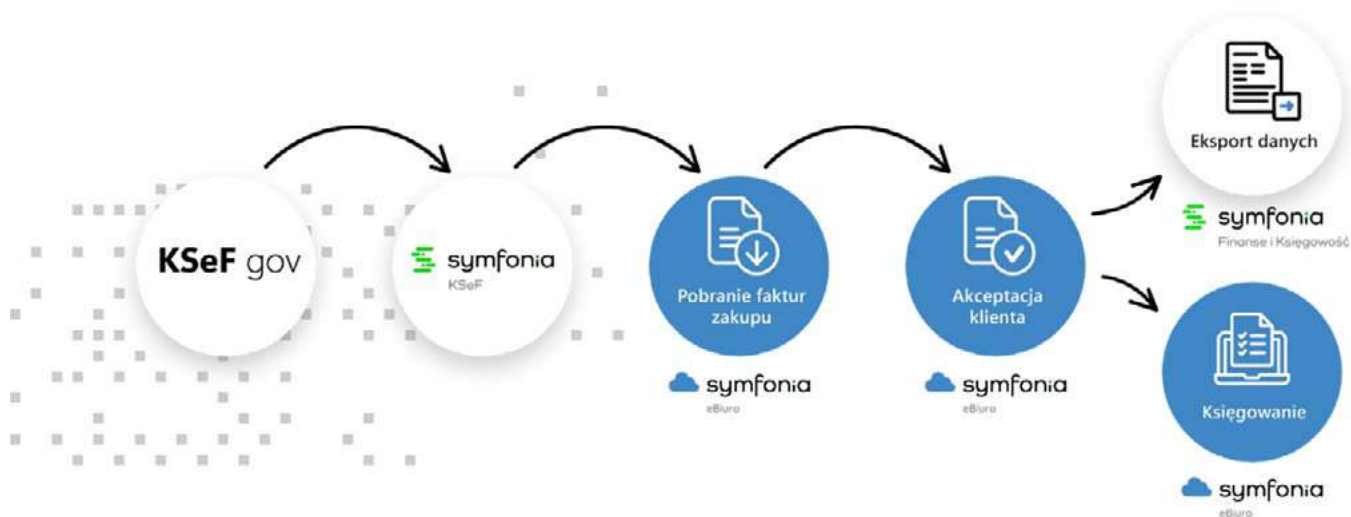 KSeF gov
symfonia
KSeF
Pobranie faktur
zakupu
symfonia
eBiuro
Akceptacja
klienta
symfonia
eBiuro
Eksport danych
symfonia
Finanse i Księgowość
Księgowanie
symfonia
eBiuro